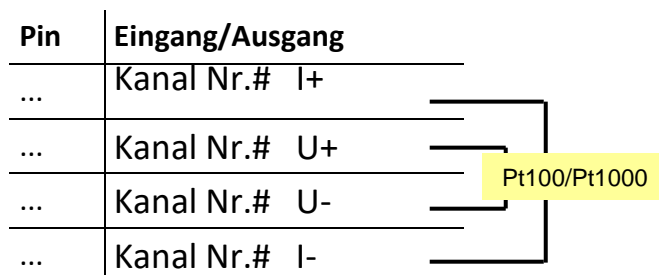 Pin Eingang/Ausgang
... Kanal Nr.# I+
... Kanal Nr.# U+
Pt100/Pt1000
... Kanal Nr.# U-
... Kanal Nr.# I-